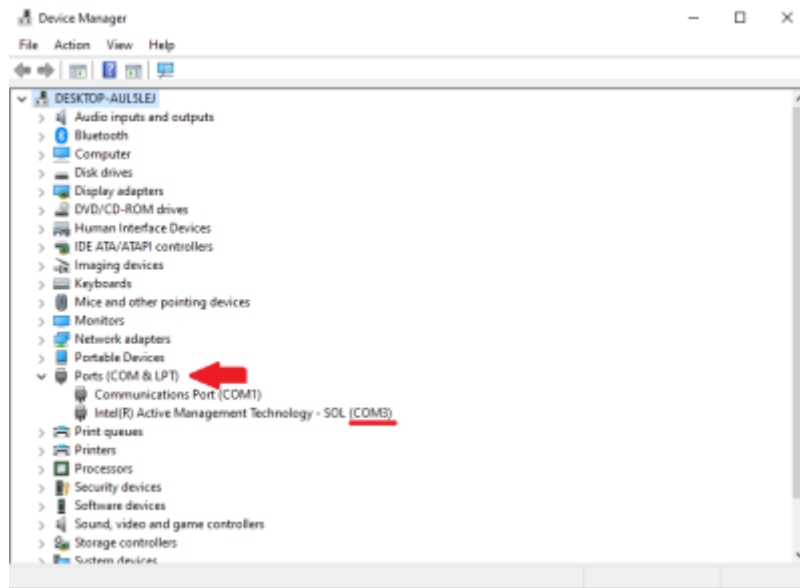 Device Manager
File Action View Help
DESKTOP-AULSLEJ
Audio inputs and outputs
Bluetooth
Computer
Disk drives
Display adapters
DVD/CD-ROM drives
Human Interface Devices
IDE ATA/ATAPI controllers
Imaging devices
Keyboards
Mice and other pointing devices
Monitors
Network adapters
Portable Devices
Ports (COM & LPT)
Communications Port (COM1)
Intel(R) Active Management Technology - SOL (COM3)
Print queues
Printers
Processors
Security devices
Software devices
Sound, video and game controllers
Storage controllers
System devices